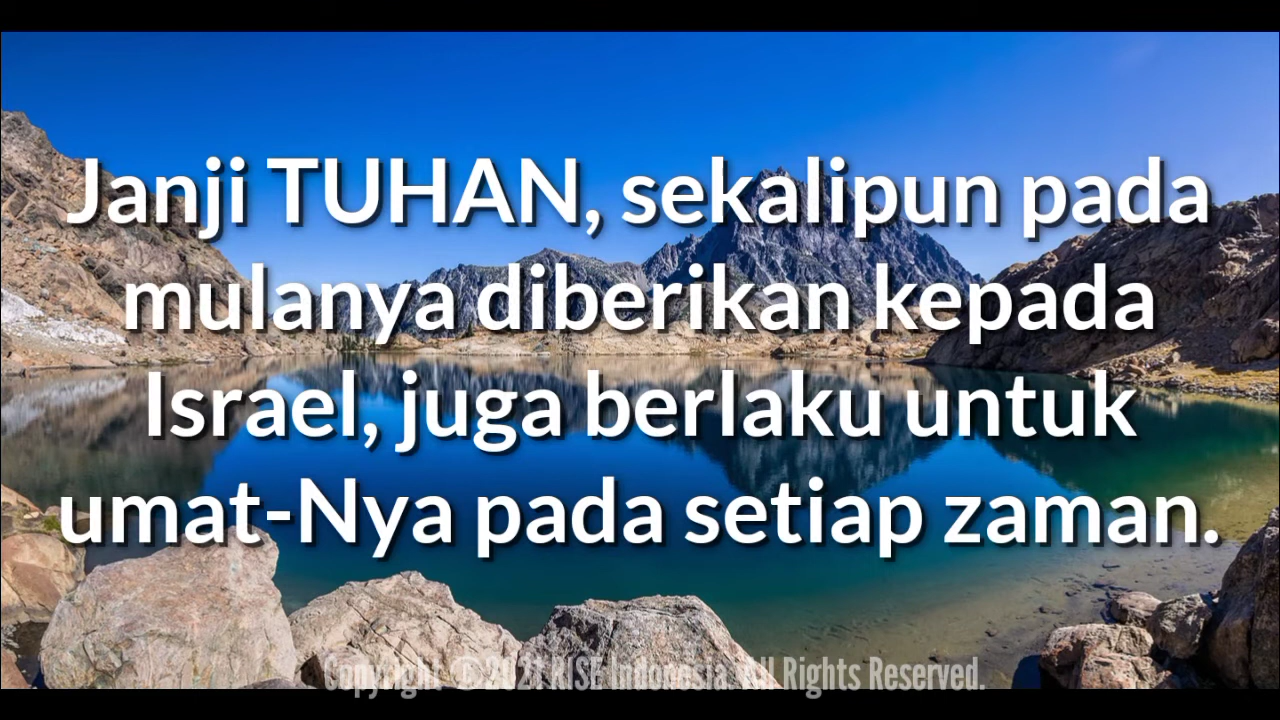 Janji TUHAN, sekalipun pada
mulanya diberikan kepada
Israel, juga berlaku untuk
umat-Nya pada setiap zaman.
Copyright © 2021 RISE Indonesia. All Rights Reserved.